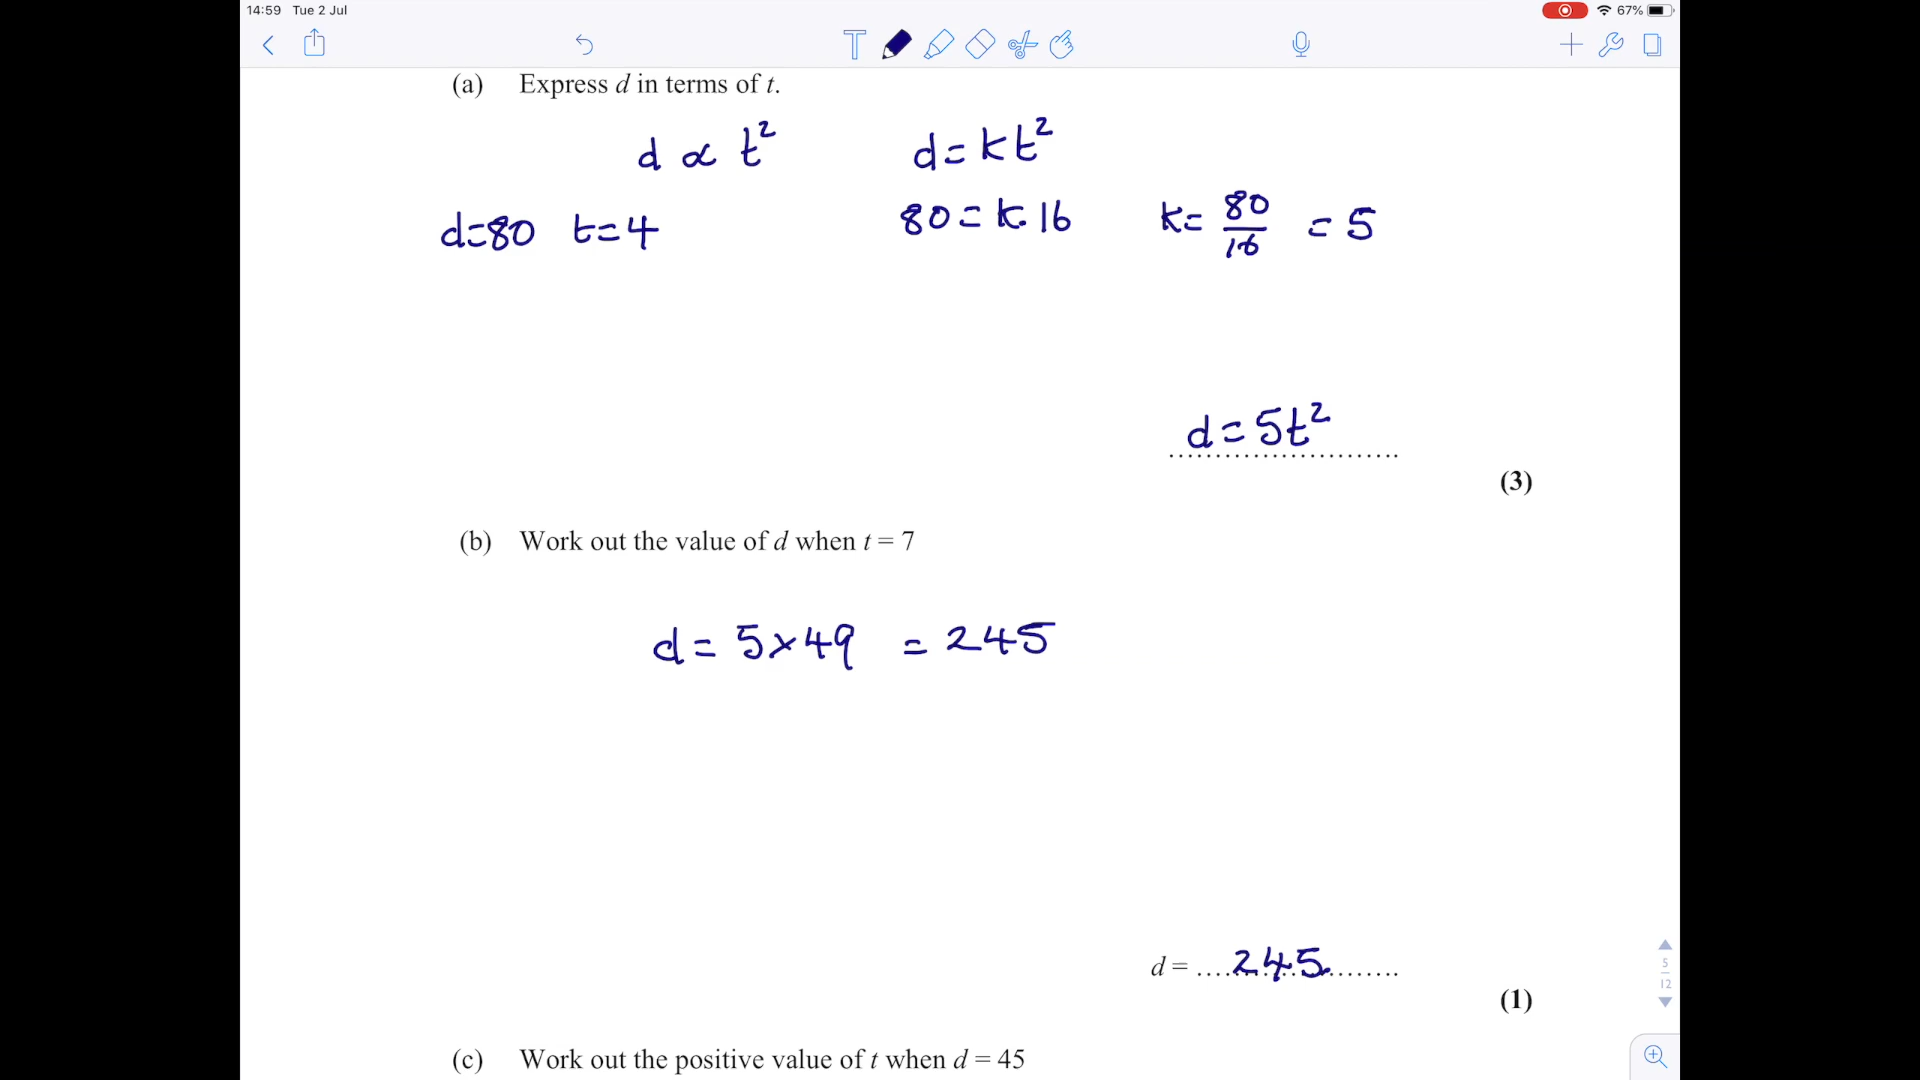 14:59 Tue 2 Jul 67%
(a) Express d in terms of t.
d ∝ t² d = kt²
d=80 t=4 80 = k.16 k = 80/16 = 5
d = 5t²
(3)
(b) Work out the value of d when t = 7
d = 5×49 = 245
d = 245
(1)
5
12
(c) Work out the positive value of t when d = 45